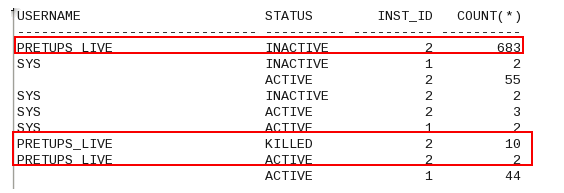 USERNAME STATUS INST_ID COUNT(*)
------------------------------ ---------- ---------- ----------
PRETUPS_LIVE INACTIVE 2 683
SYS INACTIVE 1 2
ACTIVE 2 55
SYS INACTIVE 2 2
SYS ACTIVE 2 3
SYS ACTIVE 1 2
PRETUPS_LIVE KILLED 2 10
PRETUPS_LIVE ACTIVE 2 2
ACTIVE 1 44